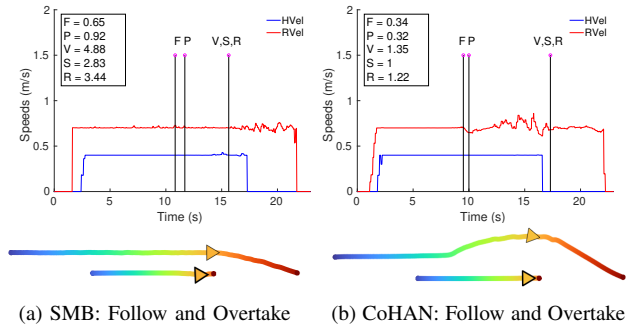 F = 0.65
P = 0.92
V = 4.88
S = 2.83
R = 3.44
F P
V,S,R
HVel
RVel
2
1.5
1
0.5
0
Speeds (m/s)
0 5 10 15 20
Time (s)
(a) SMB: Follow and Overtake
F = 0.34
P = 0.32
V = 1.35
S = 1
R = 1.22
F P
V,S,R
HVel
RVel
2
1.5
1
0.5
0
Speeds (m/s)
0 5 10 15 20
Time (s)
(b) CoHAN: Follow and Overtake